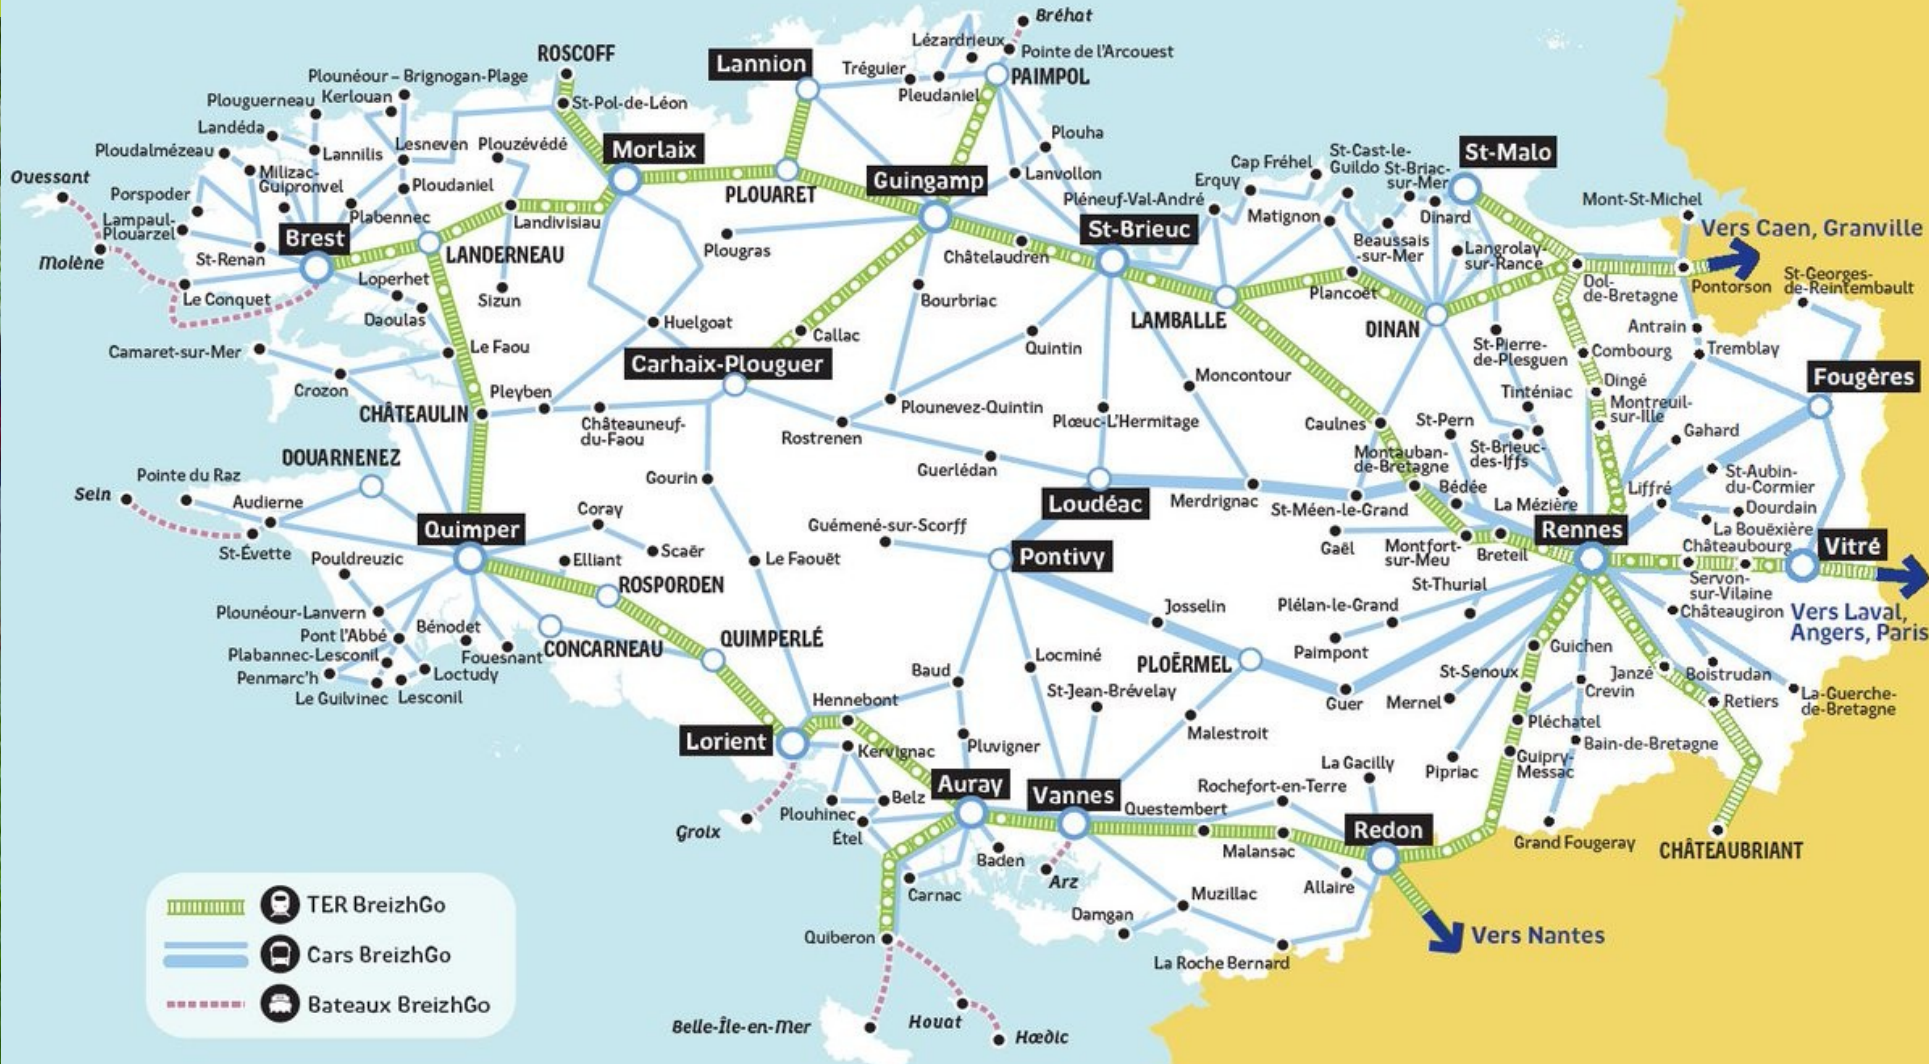 Bréhat
Lézardrieux
Pointe de l'Arcouest
ROSCOFF
Lannion
Tréguier
PAIMPOL
Pleudaniel
Plounéour – Brignogan-Plage
Plouguerneau
Kerlouan
St-Pol-de-Léon
Landéda
Lannilis
Lesneven
Plouzévédé
Morlaix
Plouha
Ploudalmézeau
Milizac-
Guipronvel
Ploudaniel
PLOUARET
Guingamp
Lanvollon
Ouessant
Porspoder
Lampaul-
Plouarzel
Plabennec
Landivisiau
Brest
LANDERNEAU
St-Renan
Molène
Le Conquet
Loperhet
Daoulas
Sizun
Plougras
Châtelaudren
Bourbriac
St-Brieuc
Pléneuf-Val-André
Erquy
Cap Fréhel
St-Cast-le-
Guildo
St-Briac-
sur-Mer
St-Malo
Matignon
Dinard
Beaussais
-sur-Mer
Langrolay-
sur-Rance
Mont-St-Michel
Vers Caen, Granville
Pontorson
St-Georges-
de-Reintembault
Dol-
de-Bretagne
LAMBALLE
Plancoët
DINAN
Antrain
Tremblay
Combourg
St-Pierre-
de-Plesguen
Dingé
Montreuil-
sur-Ille
Tinténiac
Fougères
Camaret-sur-Mer
Crozon
Le Faou
Huelgoat
Callac
Carhaix-Plouguer
Quintin
Moncontour
CHÂTEAULIN
Pleyben
Châteauneuf-
du-Faou
Plounevez-Quintin
Rostrenen
Plœuc-L'Hermitage
Caulnes
St-Pern
St-Brieuc-
des-Iffs
Gahard
Montauban-
de-Bretagne
St-Aubin-
du-Cormier
DOUARNENEZ
Pointe du Raz
Sein
Audierne
St-Évette
Gourin
Guerlédan
Loudéac
Merdrignac
St-Méen-le-Grand
Bédée
La Mézière
Liffré
Dourdain
La Bouëxière
Quimper
Coray
Scaër
Elliant
Pouldreuzic
ROSPORDEN
Le Faouët
Guémené-sur-Scorff
Pontivy
Gaël
Montfort-
sur-Meu
Breteil
Rennes
Châteaubourg
Vitré
Servon-
sur-Vilaine
Châteaugiron
Vers Laval,
Angers, Paris
Plounéour-Lanvern
Pont l'Abbé
Bénodet
Plabannec-Lesconil
Penmarc'h
Fouesnant
Loctudy
Le Guilvinec
Lesconil
CONCARNEAU
QUIMPERLÉ
Josselin
St-Thurial
Plélan-le-Grand
Paimpont
Guichen
Baud
Locminé
PLOËRMEL
St-Jean-Brévelay
St-Senoux
Janzé
Boistrudan
Guer
Mernel
Crevin
Retiers
La-Guerche-
de-Bretagne
Hennebont
Lorient
Kervignac
Pluvigner
Malestroit
Pléchatel
Bain-de-Bretagne
Guipry-
Messac
Pipriac
La Gacilly
Auray
Vannes
Rochefort-en-Terre
Questembert
Belz
Plouhinec
Étel
Groix
Redon
Malansac
Grand Fougeray
CHÂTEAUBRIANT
Baden
Arz
Carnac
Allaire
Muzillac
Damgan
Quiberon
La Roche Bernard
Vers Nantes
Belle-Île-en-Mer
Houat
Hœdic
TER BreizhGo
Cars BreizhGo
Bateaux BreizhGo